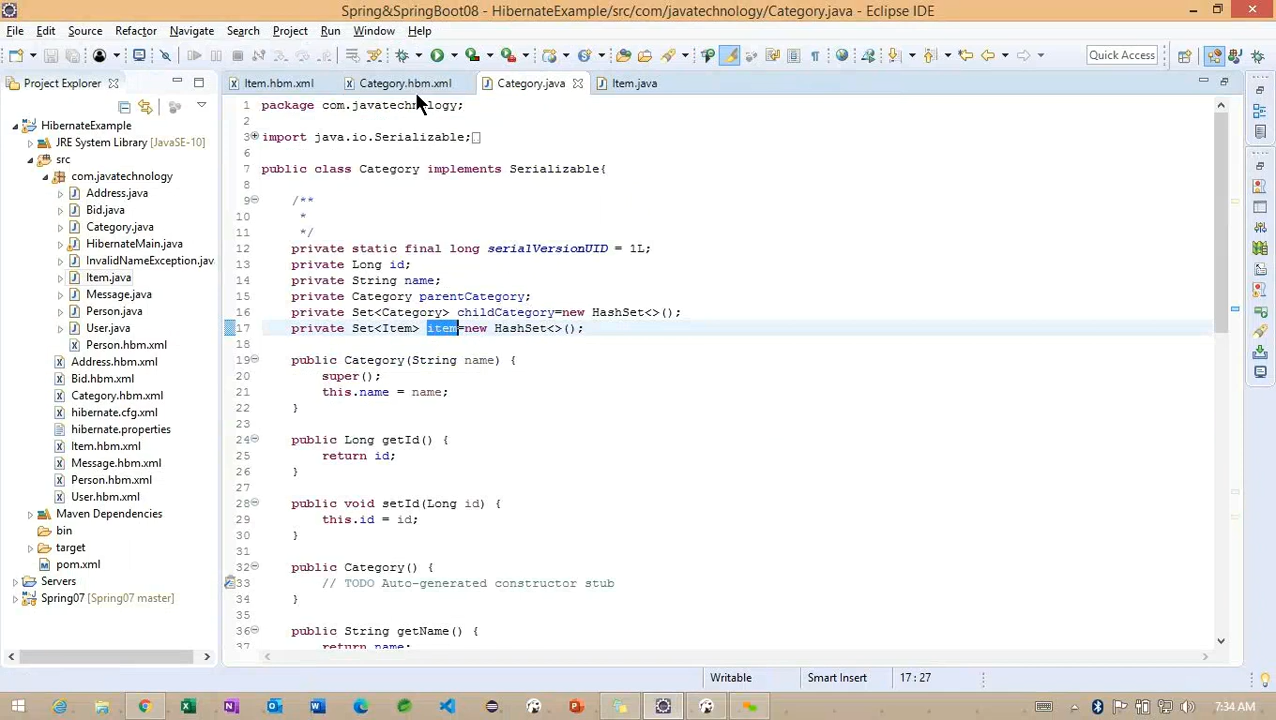 Spring&SpringBoot08 - HibernateExample/src/com/javatechnology/Category.java - Eclipse IDE
File Edit Source Refactor Navigate Search Project Run Window Help
Quick Access
Project Explorer
Item.hbm.xml Category.hbm.xml Category.java Item.java
HibernateExample
JRE System Library [JavaSE-10]
src
com.javatechnology
Address.java
Bid.java
Category.java
HibernateMain.java
InvalidNameException.jav
Item.java
Message.java
Person.java
User.java
Person.hbm.xml
Address.hbm.xml
Bid.hbm.xml
Category.hbm.xml
hibernate.cfg.xml
hibernate.properties
Item.hbm.xml
Message.hbm.xml
Person.hbm.xml
User.hbm.xml
Maven Dependencies
bin
target
pom.xml
Servers
Spring07 [Spring07 master]
1 package com.javatechnology;
2
3 import java.io.Serializable;
6
7 public class Category implements Serializable{
8
9 /**
10 *
11 */
12 private static final long serialVersionUID = 1L;
13 private Long id;
14 private String name;
15 private Category parentCategory;
16 private Set<Category> childCategory=new HashSet<>();
17 private Set<Item> item=new HashSet<>();
18
19 public Category(String name) {
20 super();
21 this.name = name;
22 }
23
24 public Long getId() {
25 return id;
26 }
27
28 public void setId(Long id) {
29 this.id = id;
30 }
31
32 public Category() {
33 // TODO Auto-generated constructor stub
34 }
35
36 public String getName() {
37 return name;
Writable Smart Insert 17 : 27
7:34 AM